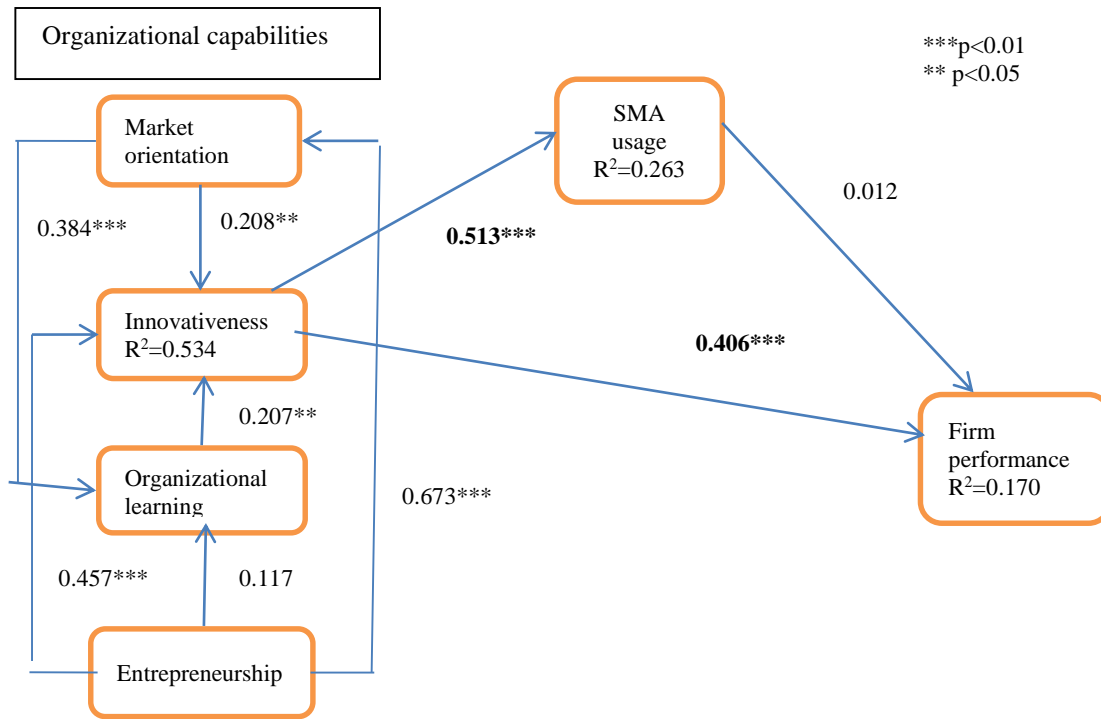 Organizational capabilities
***p<0.01
** p<0.05
Market
orientation
SMA
usage
R²=0.263
0.384***
0.208**
0.513***
0.012
Innovativeness
R²=0.534
0.406***
0.207**
Organizational
learning
0.673***
Firm
performance
R²=0.170
0.457***
0.117
Entrepreneurship